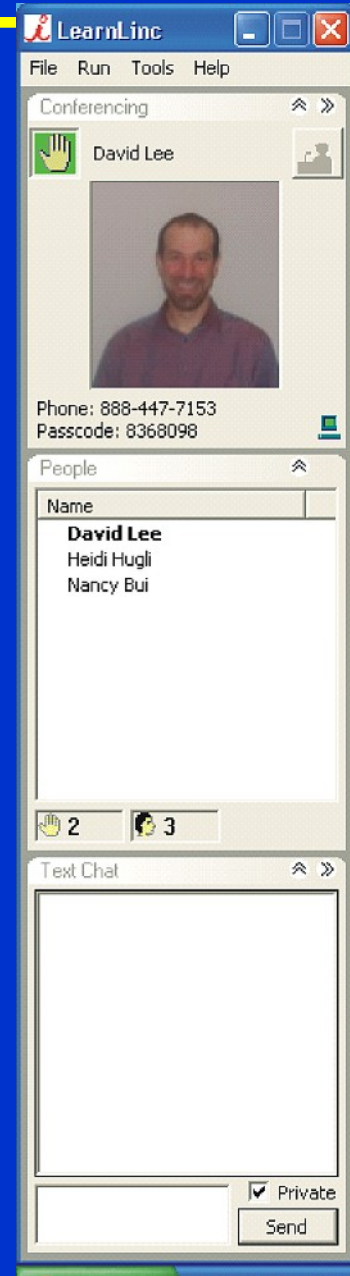 LearnLinc
File Run Tools Help
Conferencing
David Lee
Phone: 888-447-7153
Passcode: 8368098
People
Name
David Lee
Heidi Hugli
Nancy Bui
2 3
Text Chat
Private
Send